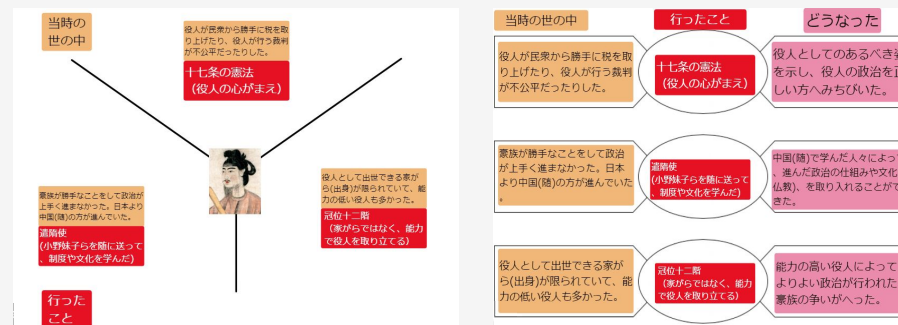 当時の
世の中
役人が民衆から勝手に税を取
り上げたり、役人が行う裁判
が不公平だったりした。
十七条の憲法
（役人の心がまえ）
豪族が勝手なことをして政治が
上手く進まなかった。日本より
中国(随)の方が進んでいた。
遣隋使
(小野妹子らを随に送って
、制度や文化を学んだ)
役人として出世できる家が
ら(出身)が限られていて、能
力の低い役人も多かった。
冠位十二階
（家がらではなく、能力
で役人を取り立てる）
行った
こと
当時の世の中
行ったこと
どうなった
役人が民衆から勝手に税を取
り上げたり、役人が行う裁判
が不公平だったりした。
十七条の憲法
（役人の心がまえ）
役人としてのあるべき
を示し、役人の政治を正
しい方へみちびいた。
豪族が勝手なことをして政治
が上手く進まなかった。日本
より中国(随)の方が進んでいた
。
遣隋使
(小野妹子らを随に送って
、制度や文化を学んだ)
中国(随)で学んだ人々によっ
、進んだ政治の仕組みや文化
仏教)、を取り入れることがで
きた。
役人として出世できる家が
ら(出身)が限られていて、能
力の低い役人も多かった。
冠位十二階
（家がらではなく、能力
で役人を取り立てる）
能力の高い役人によって
よりよい政治が行われた
豪族の争いがへった。